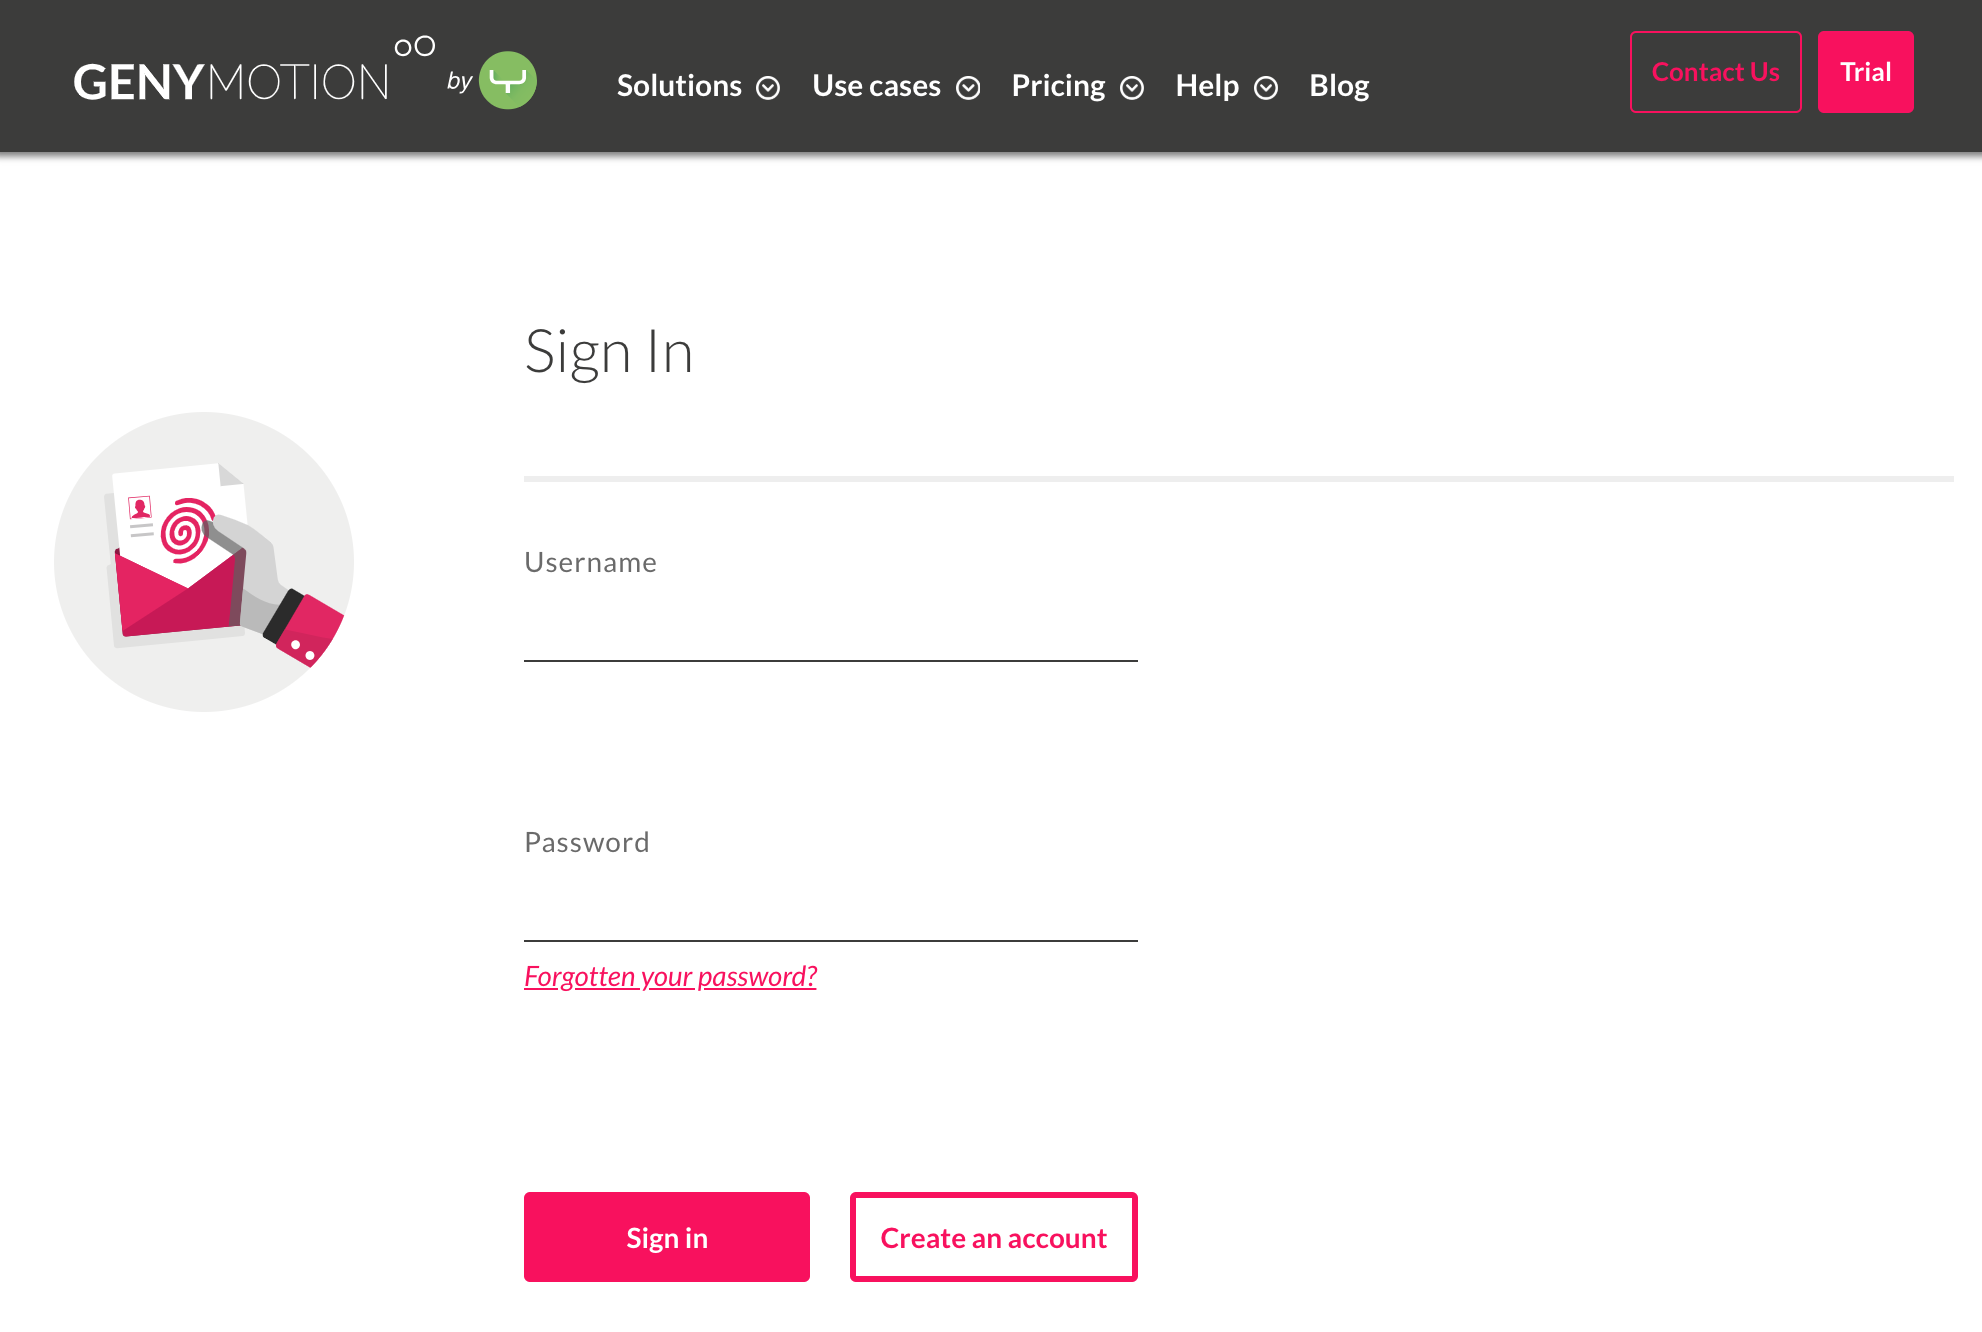 GENYMOTION by
Solutions Use cases Pricing Help Blog
Contact Us
Trial
Sign In
Username
Password
Forgotten your password?
Sign in
Create an account